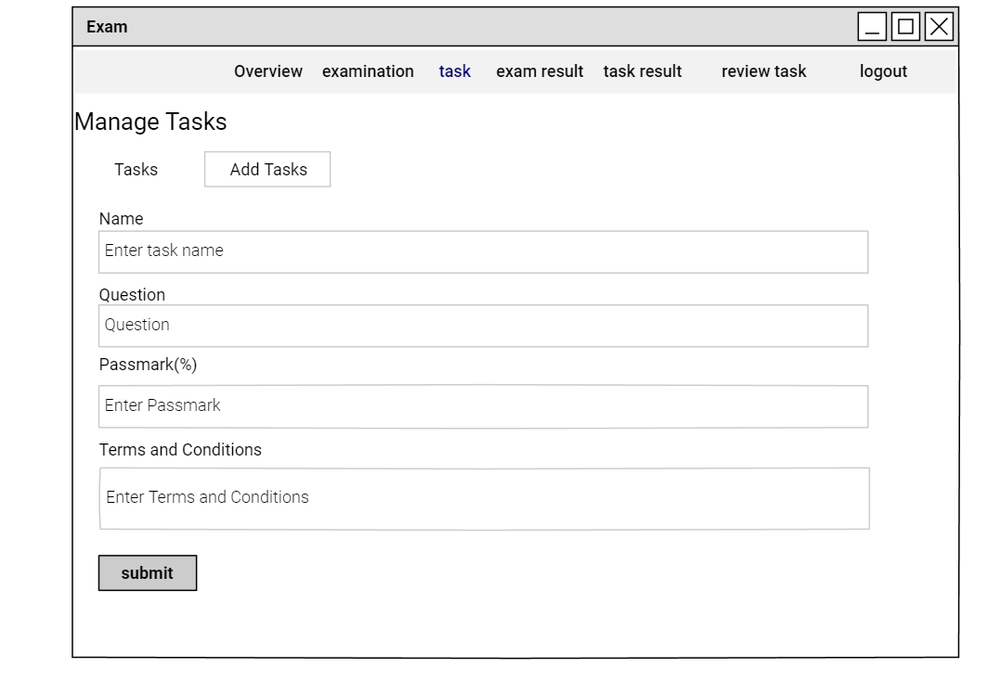 Exam
Overview examination task exam result task result review task logout
Manage Tasks
Tasks Add Tasks
Name
Enter task name
Question
Question
Passmark(%)
Enter Passmark
Terms and Conditions
Enter Terms and Conditions
submit